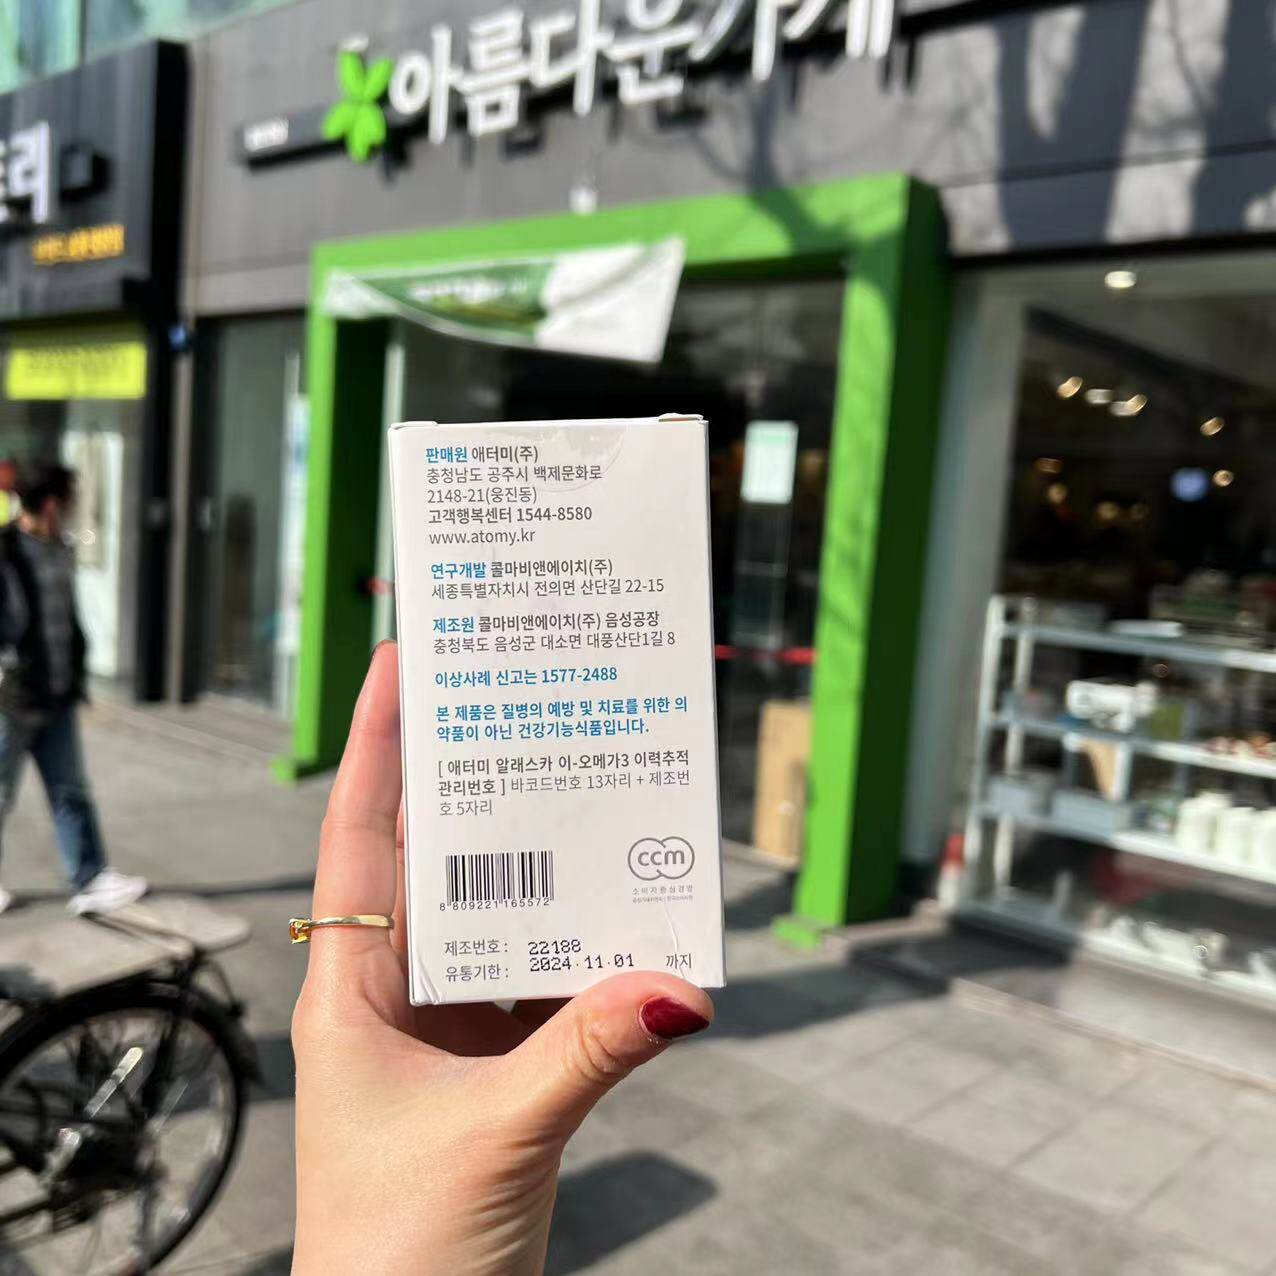 아름다운가게
판매원 애터미(주)
충청남도 공주시 백제문화로
2148-21(웅진동)
고객행복센터 1544-8580
www.atomy.kr
연구개발 콜마비앤에이치(주)
세종특별자치시 전의면 산단길 22-15
제조원 콜마비앤에이치(주) 음성공장
충청북도 음성군 대소면 대풍산단1길 8
이상사례 신고는 1577-2488
본 제품은 질병의 예방 및 치료를 위한 의
약품이 아닌 건강기능식품입니다.
[ 애터미 알래스카 이-오메가3 이력추적
관리번호 ] 바코드번호 13자리 + 제조번
호 5자리
ccm
소비자중심경영
8 809221 165572
제조번호 : 22188
유통기한 : 2024.11.01 까지